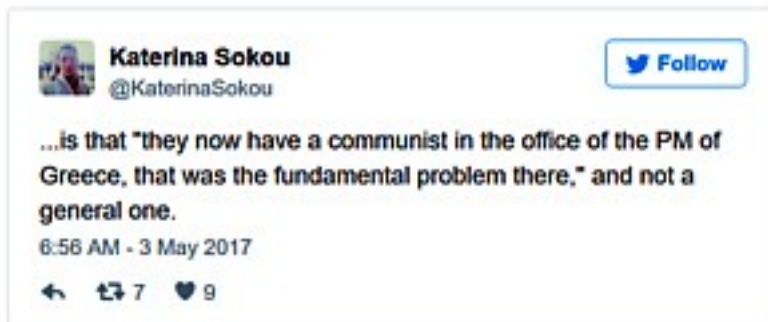 Katerina Sokou
@KaterinaSokou
Follow
...is that "they now have a communist in the office of the PM of
Greece, that was the fundamental problem there," and not a
general one.
6:56 AM - 3 May 2017
7 9